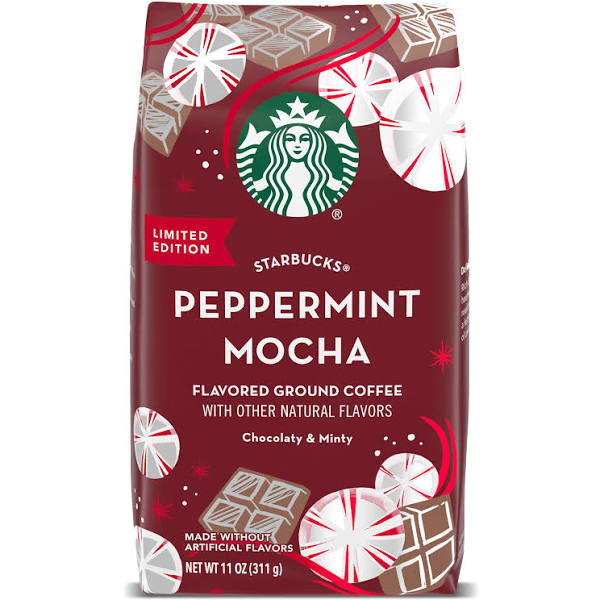 LIMITED
EDITION
STARBUCKS®
PEPPERMINT
MOCHA
FLAVORED GROUND COFFEE
WITH OTHER NATURAL FLAVORS
Chocolaty & Minty
MADE WITHOUT
ARTIFICIAL FLAVORS
NET WT 11 OZ (311 g)